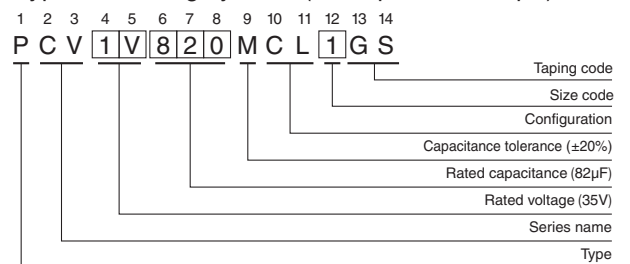 1 2 3 4 5 6 7 8 9 10 11 12 13 14
P C V 1 V 8 2 0 M C L 1 G S
Taping code
Size code
Configuration
Capacitance tolerance (±20%)
Rated capacitance (82µF)
Rated voltage (35V)
Series name
Type